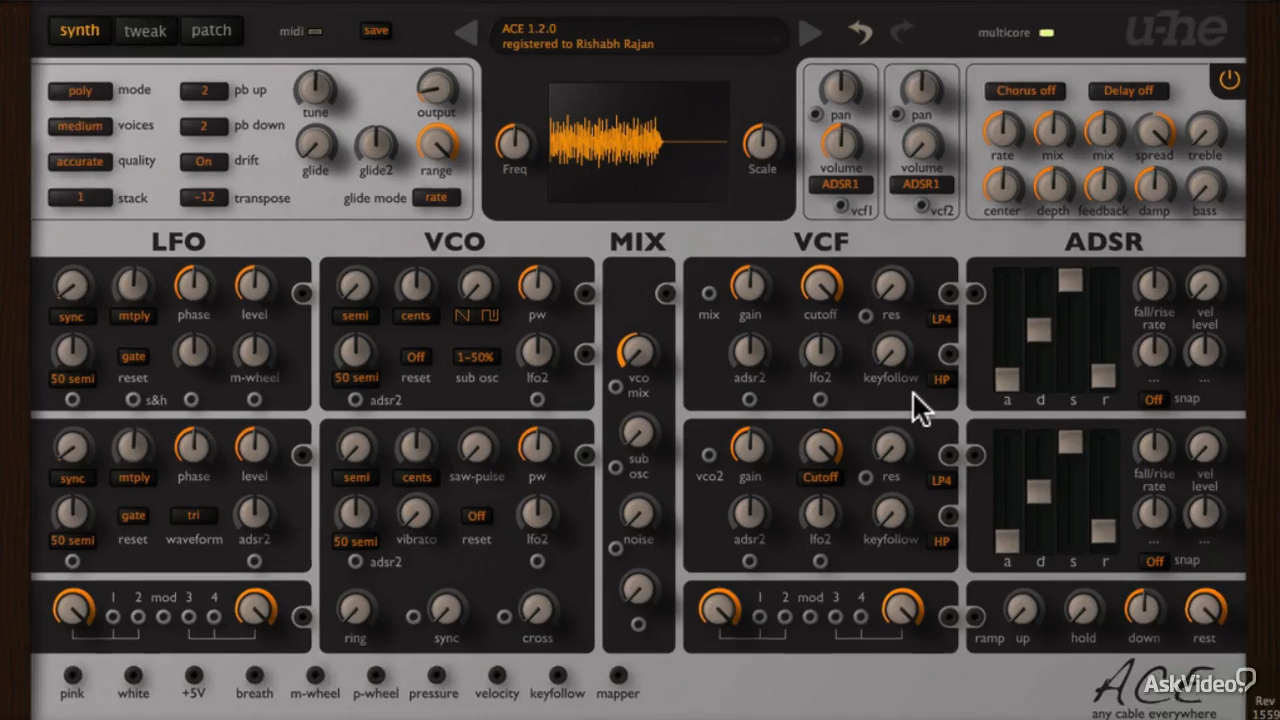 synth tweak patch midi save ACE 1.2.0 multicore u-he
registered to Rishabh Rajan
poly mode 2 pb up tune output pan pan Chorus off Delay off
medium voices 2 pb down rate mix mix spread treble
accurate quality On drift glide glide2 range Freq Scale volume volume
1 stack -12 transpose glide mode rate ADSR1 ADSR1 center depth feedback damp bass
vcf1 vcf2
LFO VCO MIX VCF ADSR
sync mtply phase level semi cents pw mix gain cutoff res LP4 fall/rise rate vel level
50 semi gate reset m-wheel 50 semi Off reset 1-50% sub osc lfo2 vco mix adsr2 lfo2 keyfollow HP ... ...
s&h adsr2 a d s r Off snap
sync mtply phase level semi cents saw-pulse pw sub osc vco2 gain Cutoff res LP4 fall/rise rate vel level
50 semi gate reset tri waveform adsr2 50 semi vibrato Off reset lfo2 noise adsr2 lfo2 keyfollow HP ... ...
adsr2 a d s r Off snap
1 2 mod 3 4 ring sync cross 1 2 mod 3 4 ramp up hold down rest
pink white +5V breath m-wheel p-wheel pressure velocity keyfollow mapper
ACE AskVideo
any cable everywhere
Rev
1559